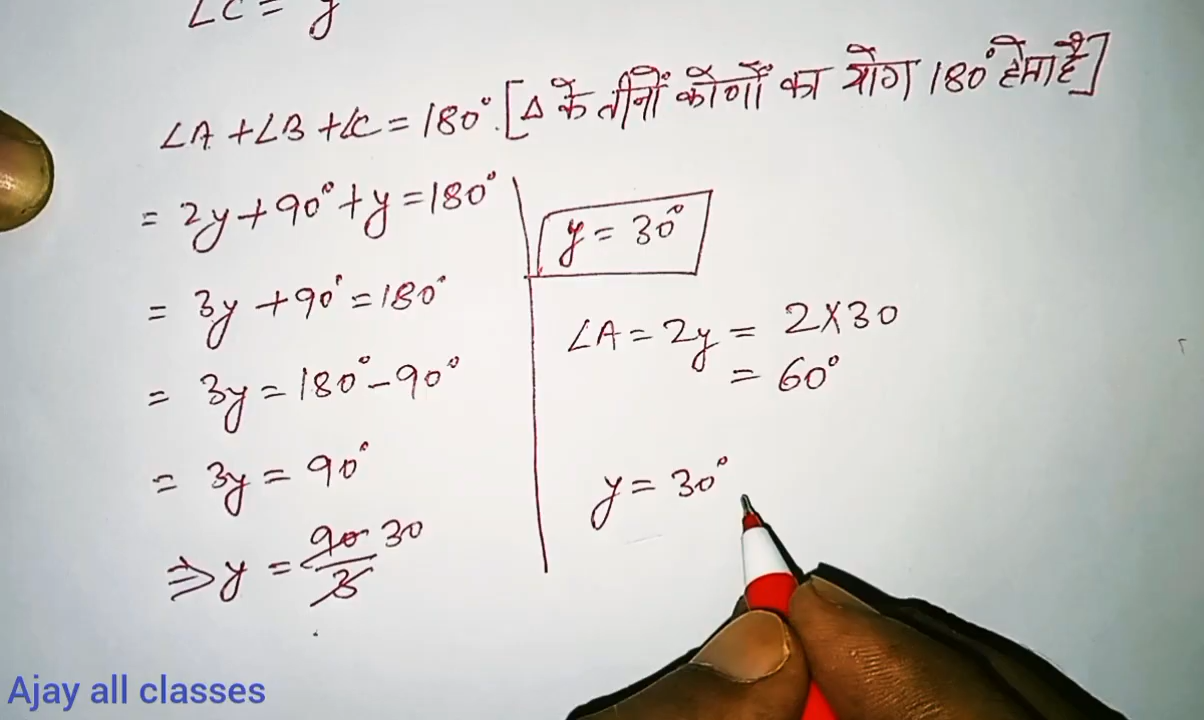 ∠C = y
∠A + ∠B + ∠C = 180°. [Δ के तीनों कोणों का योग 180° होता है]
= 2y + 90° + y = 180°
= 3y + 90° = 180°
= 3y = 180° - 90°
= 3y = 90°
⇒ y = 90/3 30
y = 30°
∠A = 2y = 2×30
= 60°
y = 30°
Ajay all classes